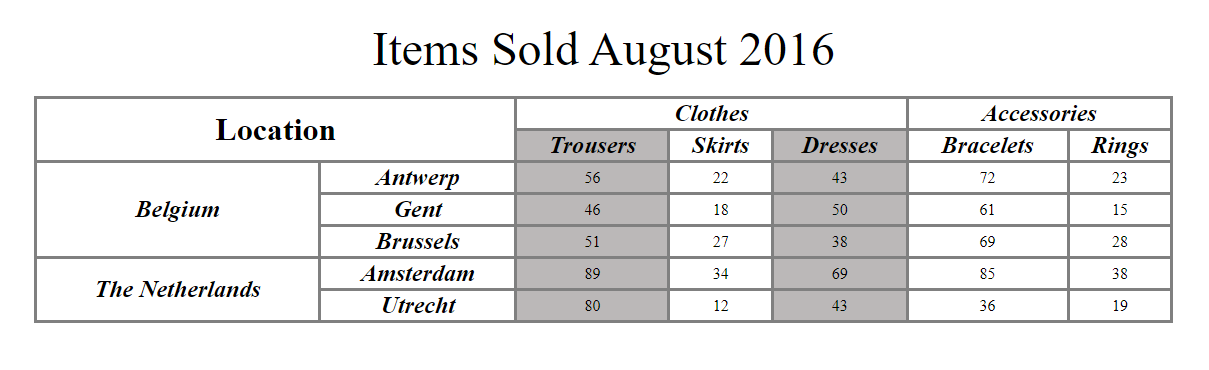 Items Sold August 2016
Location Clothes Accessories
Trousers Skirts Dresses Bracelets Rings
Belgium Antwerp 56 22 43 72 23
Gent 46 18 50 61 15
Brussels 51 27 38 69 28
The Netherlands Amsterdam 89 34 69 85 38
Utrecht 80 12 43 36 19